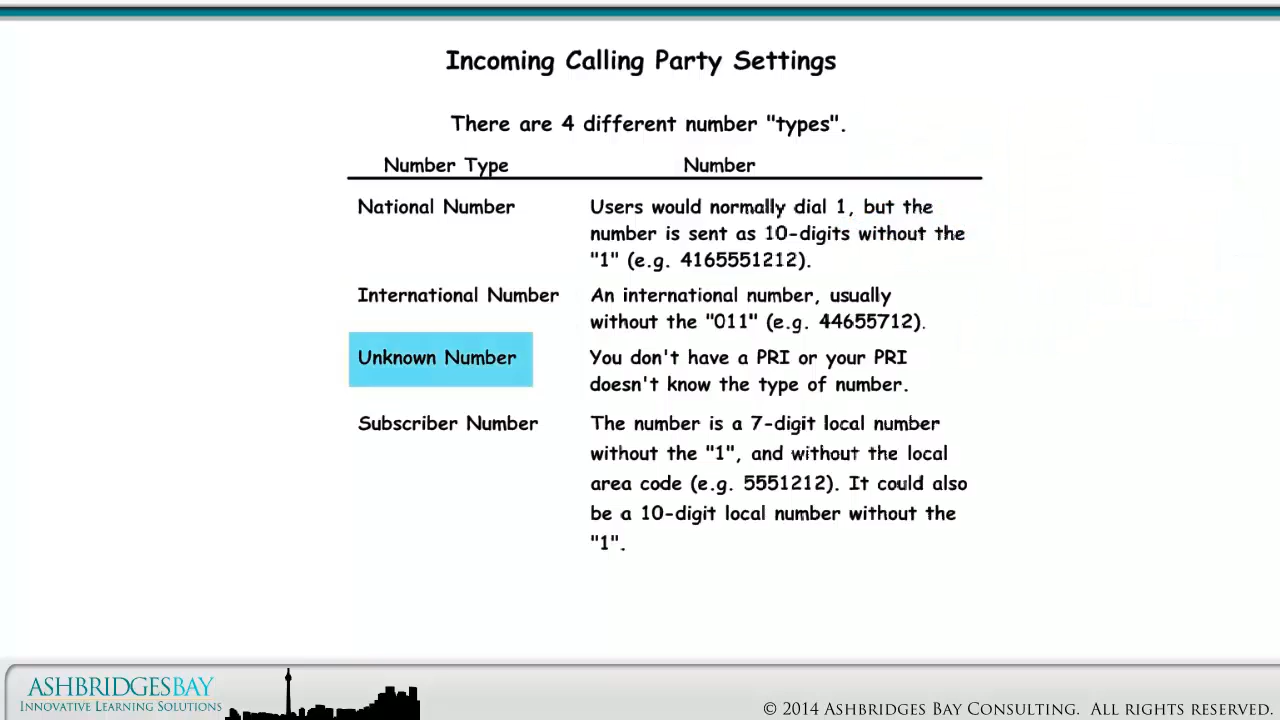 Incoming Calling Party Settings
There are 4 different number "types".
Number Type Number
National Number Users would normally dial 1, but the
number is sent as 10-digits without the
"1" (e.g. 4165551212).
International Number An international number, usually
without the "011" (e.g. 44655712).
Unknown Number You don't have a PRI or your PRI
doesn't know the type of number.
Subscriber Number The number is a 7-digit local number
without the "1", and without the local
area code (e.g. 5551212). It could also
be a 10-digit local number without the
"1".
ASHBRIDGESBAY
INNOVATIVE LEARNING SOLUTIONS
© 2014 ASHBRIDGES BAY CONSULTING. ALL RIGHTS RESERVED.